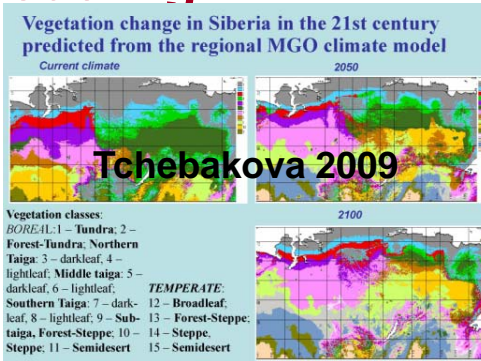 Vegetation change in Siberia in the 21st century
predicted from the regional MGO climate model
Current climate
2050
Tchebakova 2009
Vegetation classes:
BOREAL:1 – Tundra; 2 –
Forest-Tundra; Northern
Taiga: 3 – darkleaf, 4 –
lightleaf; Middle taiga: 5 –
darkleaf, 6 – lightleaf;
Southern Taiga: 7 – dark-
leaf, 8 – lightleaf; 9 – Sub-
taiga, Forest-Steppe; 10 –
Steppe; 11 – Semidesert
TEMPERATE:
12 – Broadleaf;
13 – Forest-Steppe;
14 – Steppe,
15 – Semidesert
2100